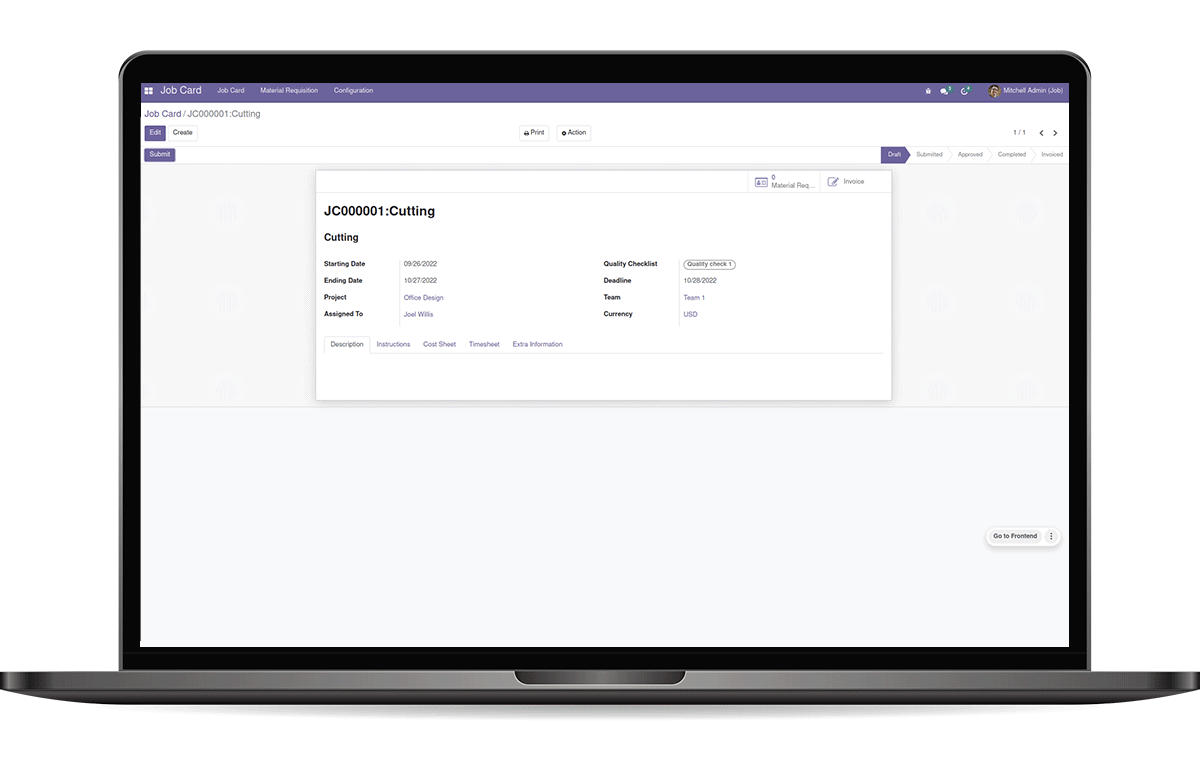 Job Card Job Card Material Requisition Configuration Mitchell Admin (Job)
Job Card / JC000001:Cutting
Edit Create Print Action 1 / 1
Submit Draft Submitted Approved Completed Invoiced
0
Material Req... Invoice
JC000001:Cutting
Cutting
Starting Date 09/26/2022 Quality Checklist Quality check 1
Ending Date 10/27/2022 Deadline 10/28/2022
Project Office Design Team Team 1
Assigned To Joel Willis Currency USD
Description Instructions Cost Sheet Timesheet Extra Information
Go to Frontend